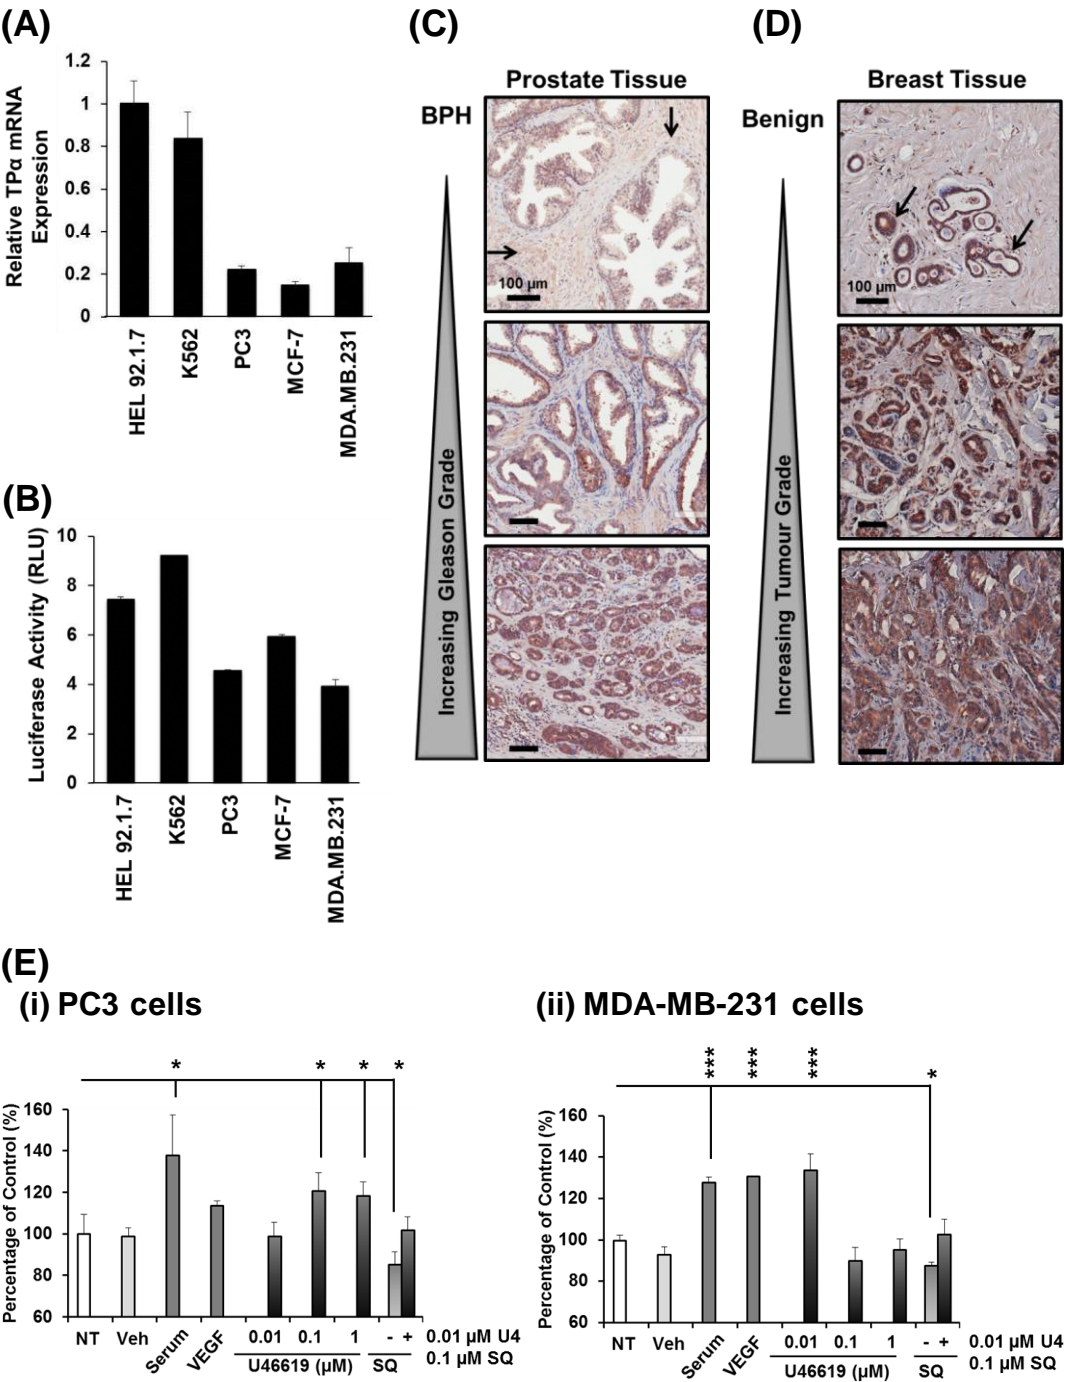 (A)
Relative TPα mRNA
Expression
1.2
1
0.8
0.6
0.4
0.2
0
HEL 92.1.7
K562
PC3
MCF-7
MDA.MB.231
(B)
Luciferase Activity (RLU)
10
8
6
4
2
0
HEL 92.1.7
K562
PC3
MCF-7
MDA.MB.231
(C)
Prostate Tissue
BPH
100 µm
Increasing Gleason Grade
(D)
Breast Tissue
Benign
100 µm
Increasing Tumour Grade
(E)
(i) PC3 cells
* * * *
Percentage of Control (%)
160
140
120
100
80
60
NT Veh Serum VEGF 0.01 0.1 1 - + 0.01 µM U4
U46619 (µM) SQ 0.1 µM SQ
(ii) MDA-MB-231 cells
*** *** *** *
Percentage of Control (%)
160
140
120
100
80
60
NT Veh Serum VEGF 0.01 0.1 1 - + 0.01 µM U4
U46619 (µM) SQ 0.1 µM SQ